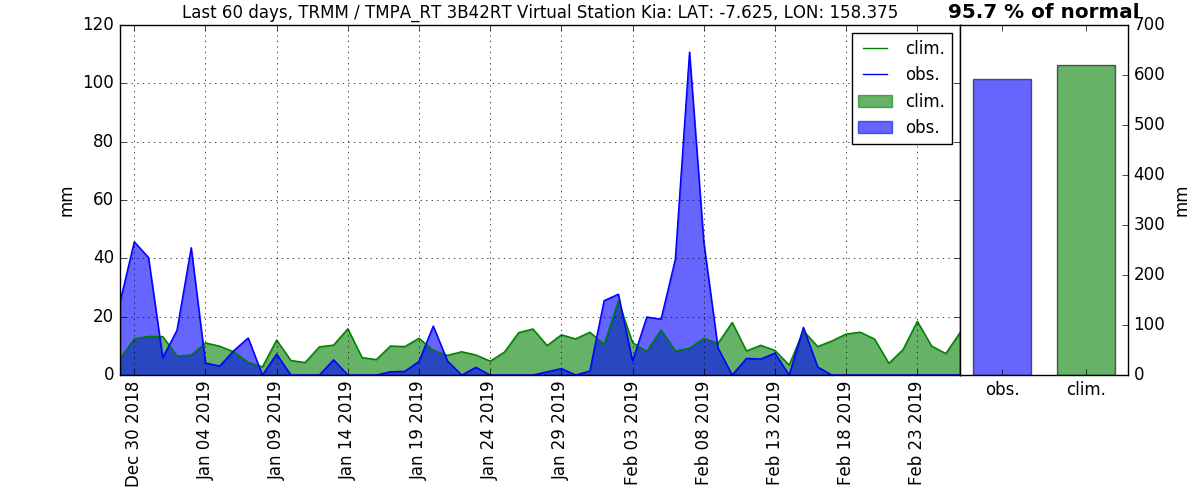 Last 60 days, TRMM / TMPA_RT 3B42RT Virtual Station Kia: LAT: -7.625, LON: 158.375
95.7 % of normal
120
100
80
60
40
20
0
mm
clim.
obs.
clim.
obs.
700
600
500
400
300
200
100
0
mm
Dec 30 2018
Jan 04 2019
Jan 09 2019
Jan 14 2019
Jan 19 2019
Jan 24 2019
Jan 29 2019
Feb 03 2019
Feb 08 2019
Feb 13 2019
Feb 18 2019
Feb 23 2019
obs.
clim.